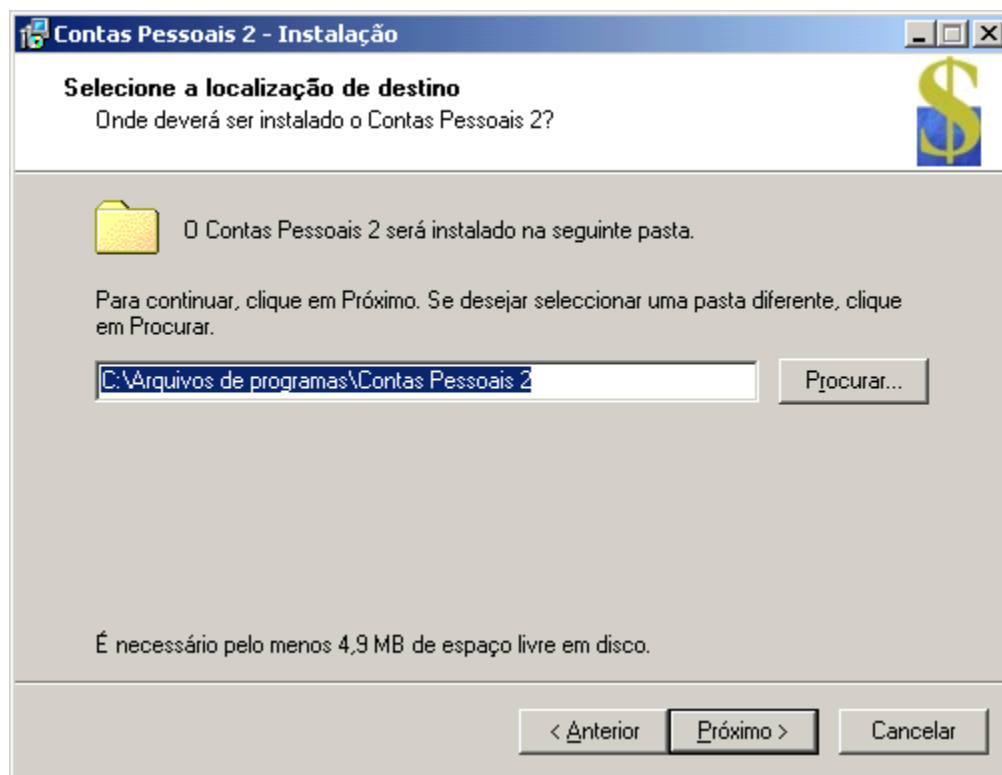 Contas Pessoais 2 - Instalação
Selecione a localização de destino
Onde deverá ser instalado o Contas Pessoais 2?
O Contas Pessoais 2 será instalado na seguinte pasta.
Para continuar, clique em Próximo. Se desejar seleccionar uma pasta diferente, clique
em Procurar.
C:\Arquivos de programas\Contas Pessoais 2
Procurar...
É necessário pelo menos 4,9 MB de espaço livre em disco.
< Anterior
Próximo >
Cancelar